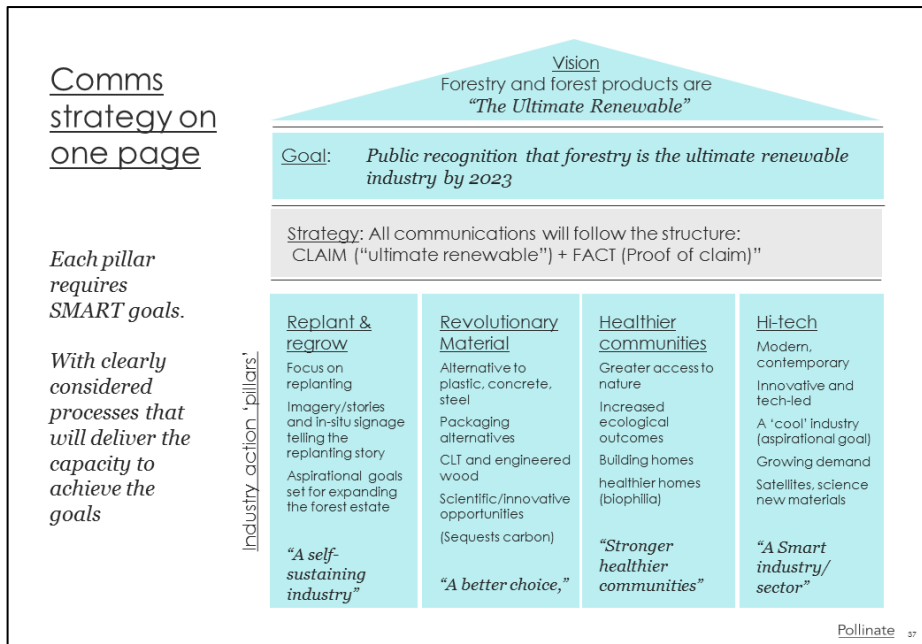 Comms
strategy on
one page
Each pillar
requires
SMART goals.
With clearly
considered
processes that
will deliver the
capacity to
achieve the
goals
Vision
Forestry and forest products are
“The Ultimate Renewable”
Goal: Public recognition that forestry is the ultimate renewable
industry by 2023
Strategy: All communications will follow the structure:
CLAIM (“ultimate renewable”) + FACT (Proof of claim)”
Industry action ‘pillars’
Replant &
regrow
Focus on
replanting
Imagery/stories
and in-situ signage
telling the
replanting story
Aspirational goals
set for expanding
the forest estate
“A self-
sustaining
industry”
Revolutionary
Material
Alternative to
plastic, concrete,
steel
Packaging
alternatives
CLT and engineered
wood
Scientific/innovative
opportunities
(Sequests carbon)
“A better choice,”
Healthier
communities
Greater access to
nature
Increased
ecological
outcomes
Building homes
healthier homes
(biophilia)
“Stronger
healthier
communities”
Hi-tech
Modern,
contemporary
Innovative and
tech-led
A ‘cool’ industry
(aspirational goal)
Growing demand
Satellites, science
new materials
“A Smart
industry/
sector”
Pollinate 57